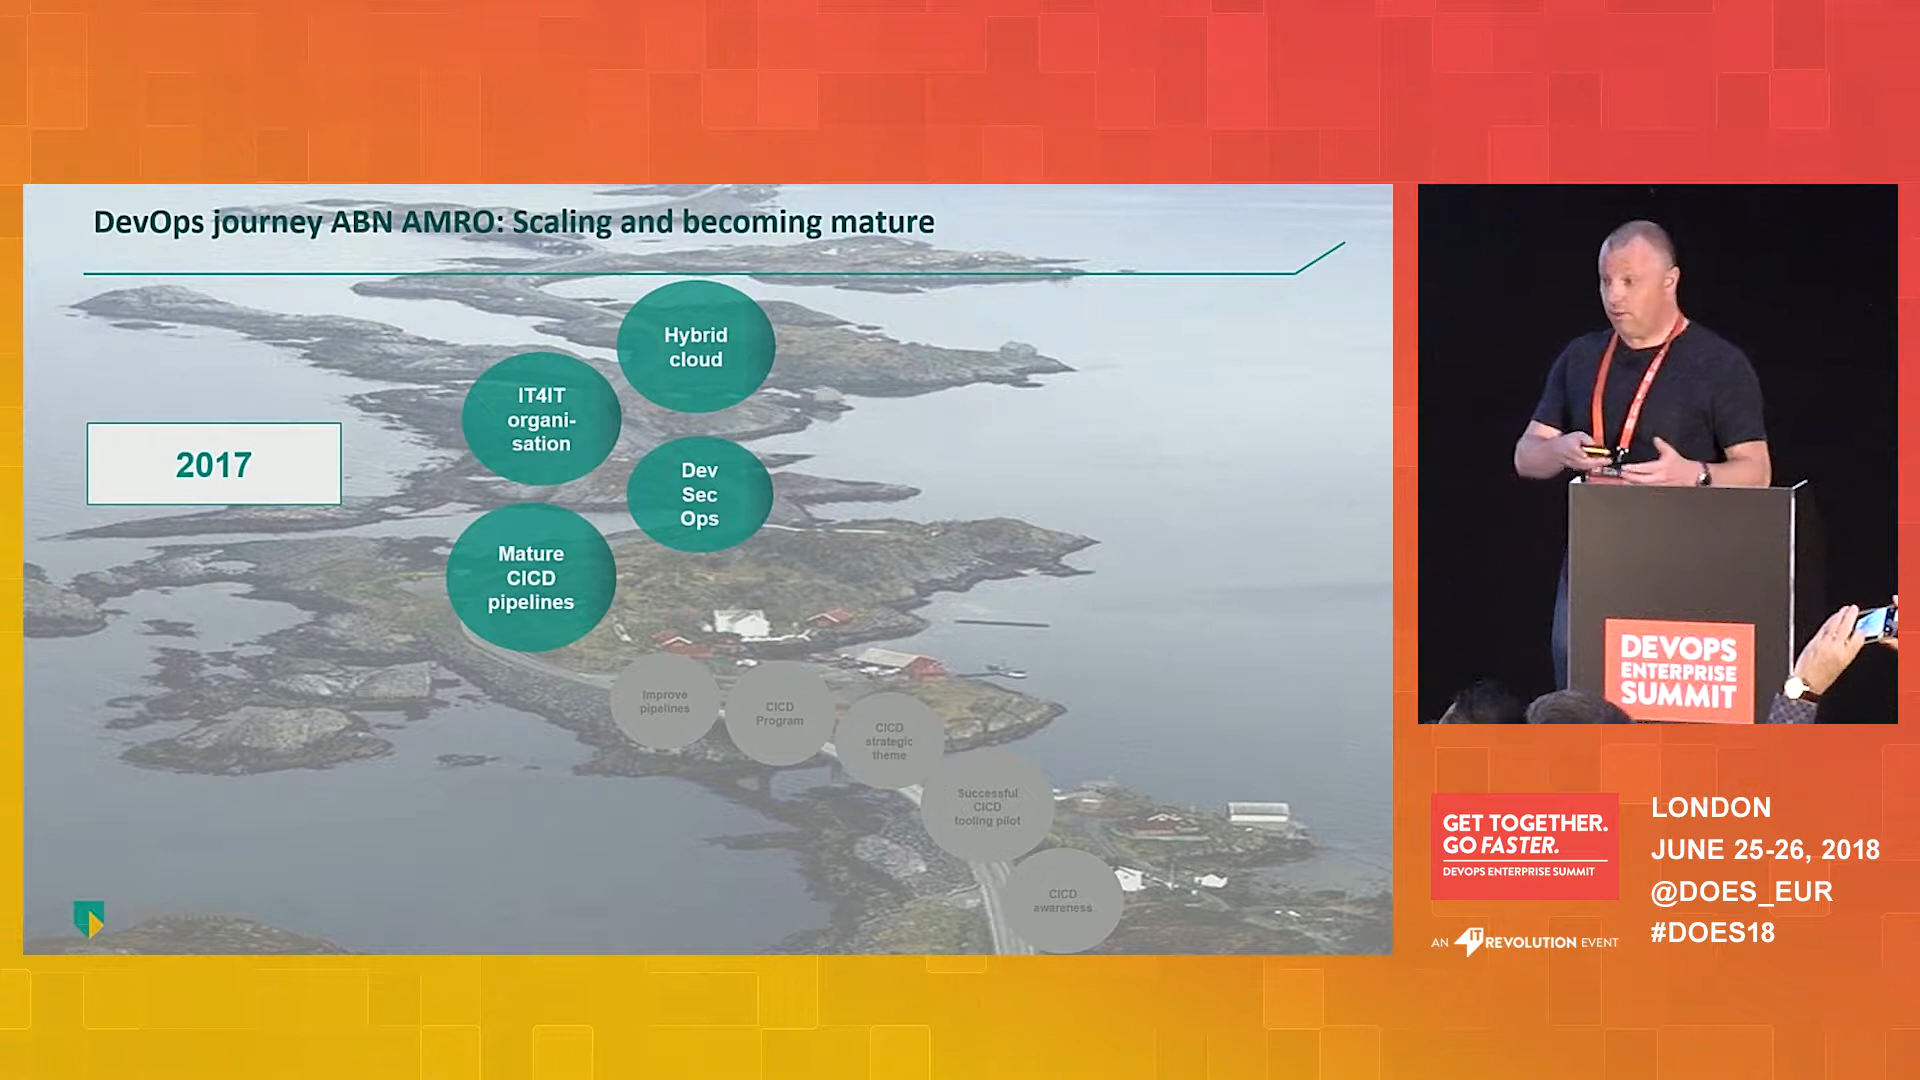 DevOps journey ABN AMRO: Scaling and becoming mature
Hybrid
cloud
IT4IT
organi-
sation
2017
Dev
Sec
Ops
Mature
CICD
pipelines
Improve
pipelines
CICD
Program
CICD
strategic
theme
Successful
CICD
tooling pilot
CICD
awareness
DEVOPS
ENTERPRISE
SUMMIT
GET TOGETHER.
GO FASTER.
DEVOPS ENTERPRISE SUMMIT
AN IT REVOLUTION EVENT
LONDON
JUNE 25-26, 2018
@DOES_EUR
#DOES18